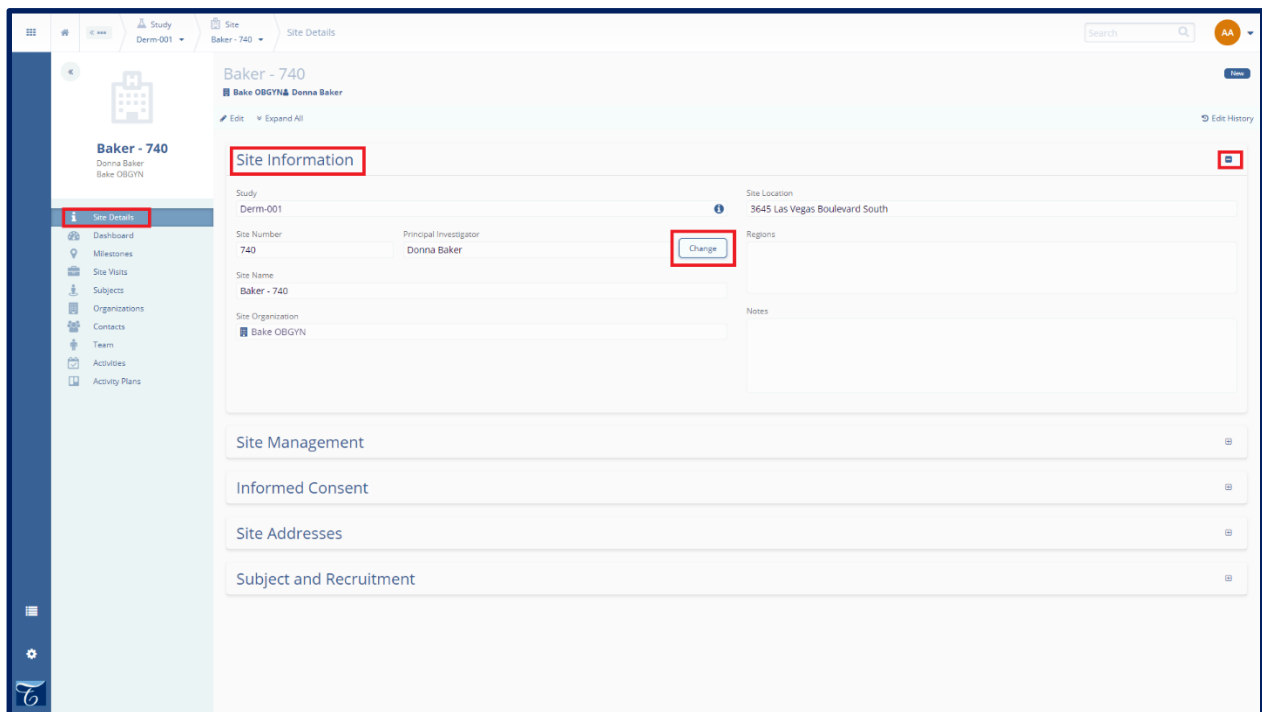 Study
Site
Derm-001
Baker - 740
Site Details
Search
AA
Baker - 740
Bake OBGYN Donna Baker
New
Edit
Expand All
Edit History
Baker - 740
Donna Baker
Bake OBGYN
Site Details
Dashboard
Milestones
Site Visits
Subjects
Organizations
Contacts
Team
Activities
Activity Plans
Site Information
Study
Derm-001
Site Location
3645 Las Vegas Boulevard South
Site Number
740
Principal Investigator
Donna Baker
Change
Regions
Site Name
Baker - 740
Site Organization
Bake OBGYN
Notes
Site Management
Informed Consent
Site Addresses
Subject and Recruitment